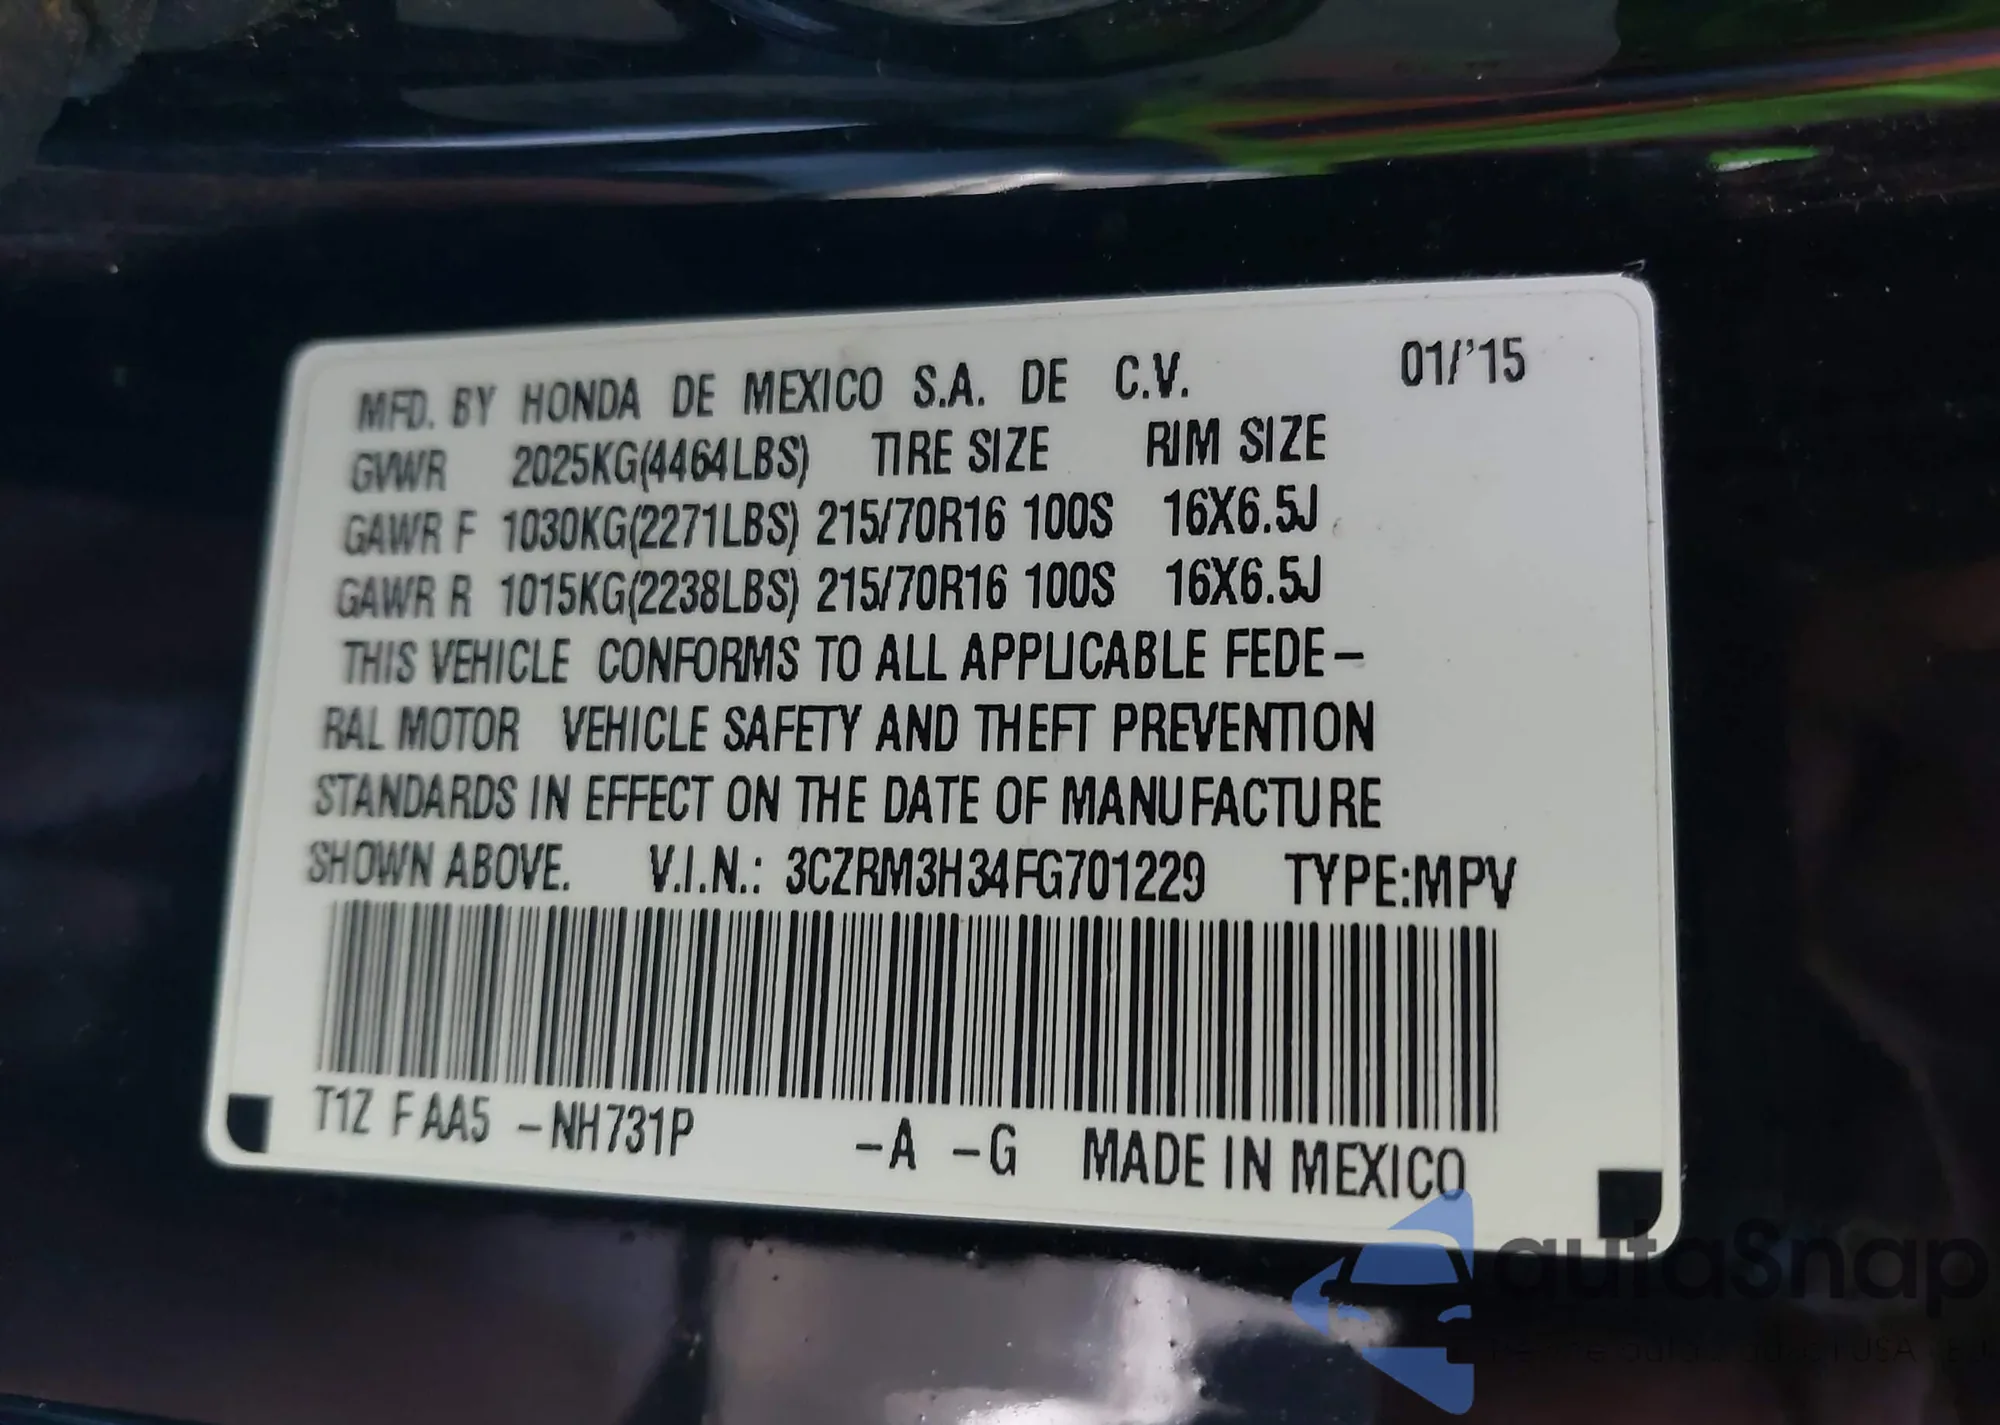 MFD. BY HONDA DE MEXICO S.A. DE C.V. 01/'15
GVWR 2025KG(4464LBS) TIRE SIZE RIM SIZE
GAWR F 1030KG(2271LBS) 215/70R16 100S 16X6.5J
GAWR R 1015KG(2238LBS) 215/70R16 100S 16X6.5J
THIS VEHICLE CONFORMS TO ALL APPLICABLE FEDE-
RAL MOTOR VEHICLE SAFETY AND THEFT PREVENTION
STANDARDS IN EFFECT ON THE DATE OF MANUFACTURE
SHOWN ABOVE. V.I.N.: 3CZRM3H34FG701229 TYPE:MPV
T1Z F AA5 -NH731P -A -G MADE IN MEXICO
autaSnap
USA